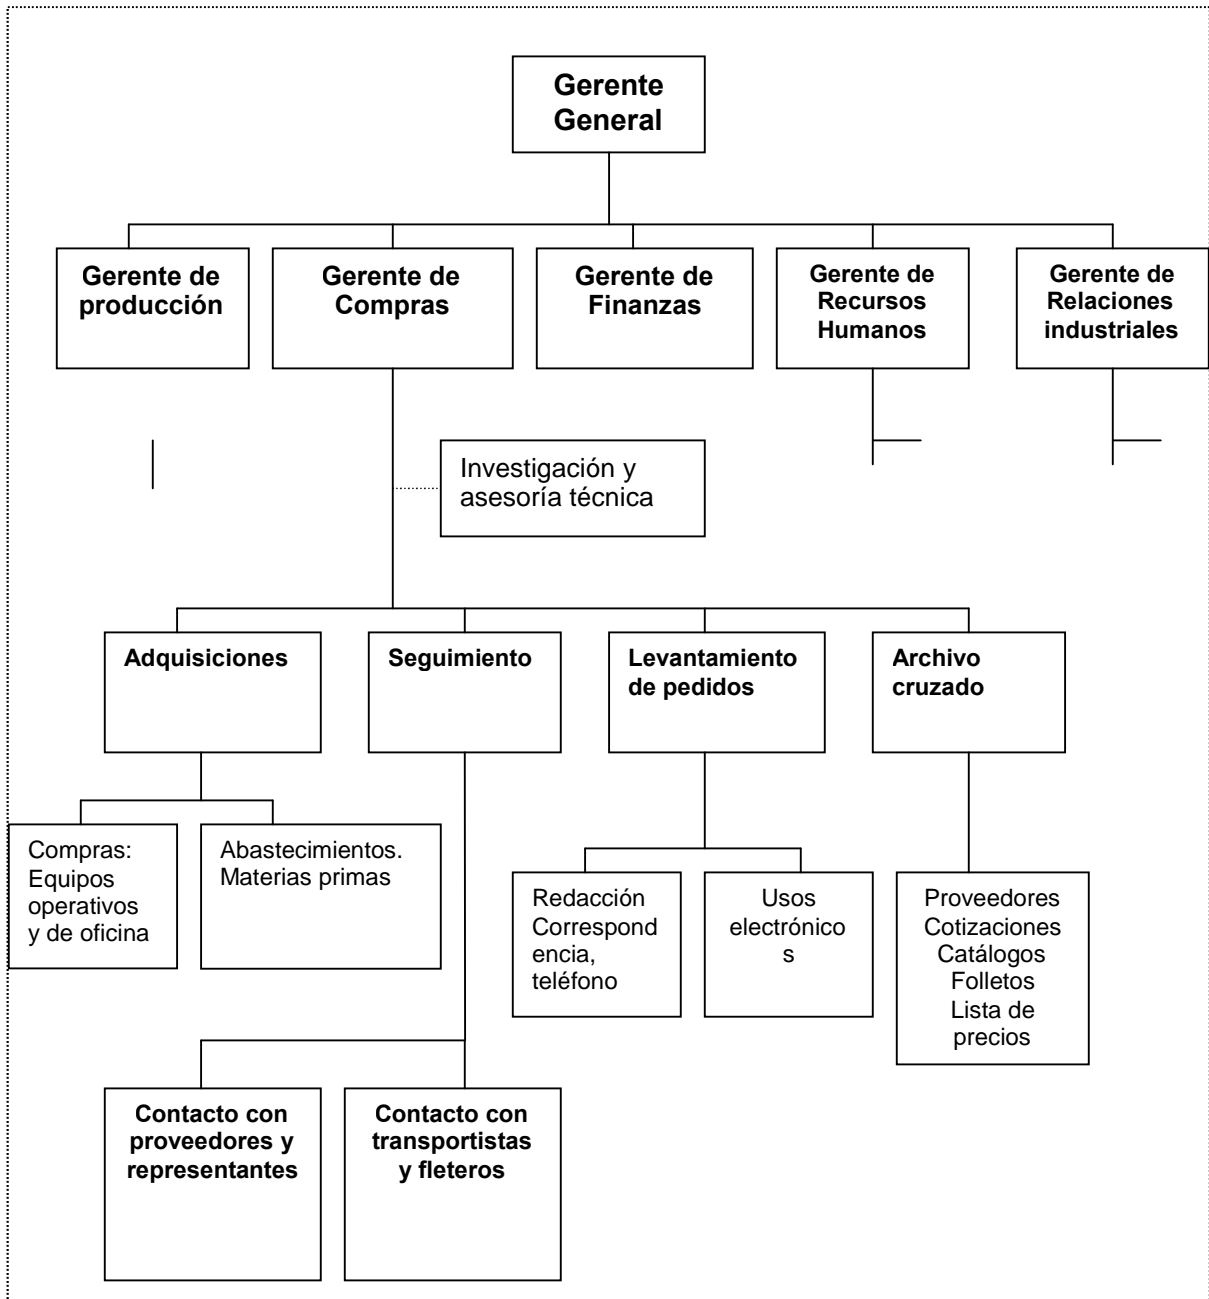 Gerente
General
Gerente de
producción
Gerente de
Compras
Gerente de
Finanzas
Gerente de
Recursos
Humanos
Gerente de
Relaciones
industriales
Investigación y
asesoría técnica
Adquisiciones
Seguimiento
Levantamiento
de pedidos
Archivo
cruzado
Compras:
Equipos
operativos
y de oficina
Abastecimientos.
Materias primas
Redacción
Correspond
encia,
teléfono
Usos
electrónico
s
Proveedores
Cotizaciones
Catálogos
Folletos
Lista de
precios
Contacto con
proveedores y
representantes
Contacto con
transportistas
y fleteros